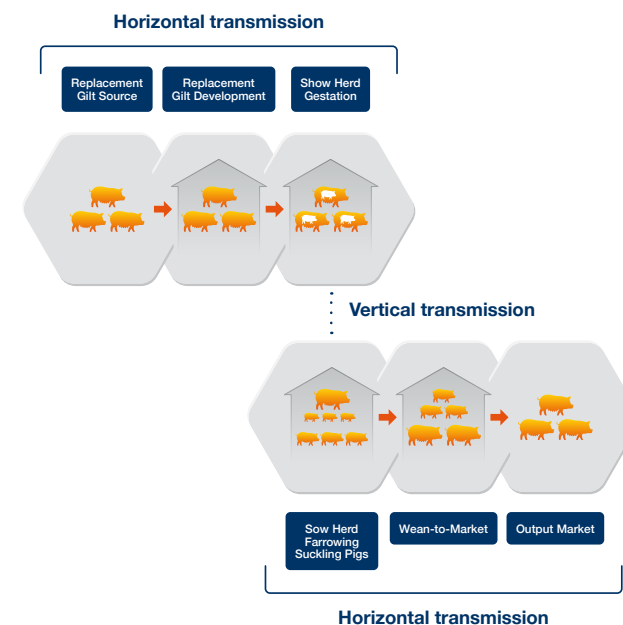 Horizontal transmission
Replacement
Gilt Source
Replacement
Gilt Development
Show Herd
Gestation
Vertical transmission
Sow Herd
Farrowing
Suckling Pigs
Wean-to-Market
Output Market
Horizontal transmission